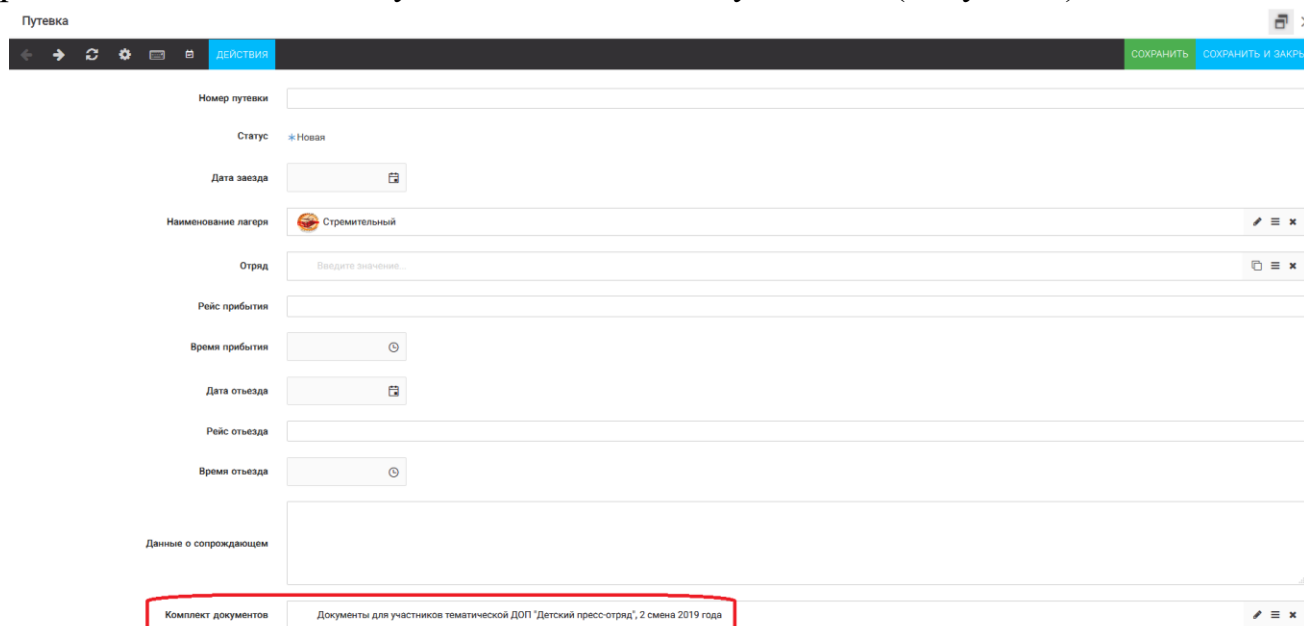 Путевка
ДЕЙСТВИЯ СОХРАНИТЬ СОХРАНИТЬ И ЗАКРЬ
Номер путевки
Статус Новая
Дата заезда
Наименование лагеря Стремительный
Отряд Введите значение...
Рейс прибытия
Время прибытия
Дата отъезда
Рейс отъезда
Время отъезда
Данные о сопрождающем
Комплект документов Документы для участников тематической ДОП "Детский пресс-отряд", 2 смена 2019 года